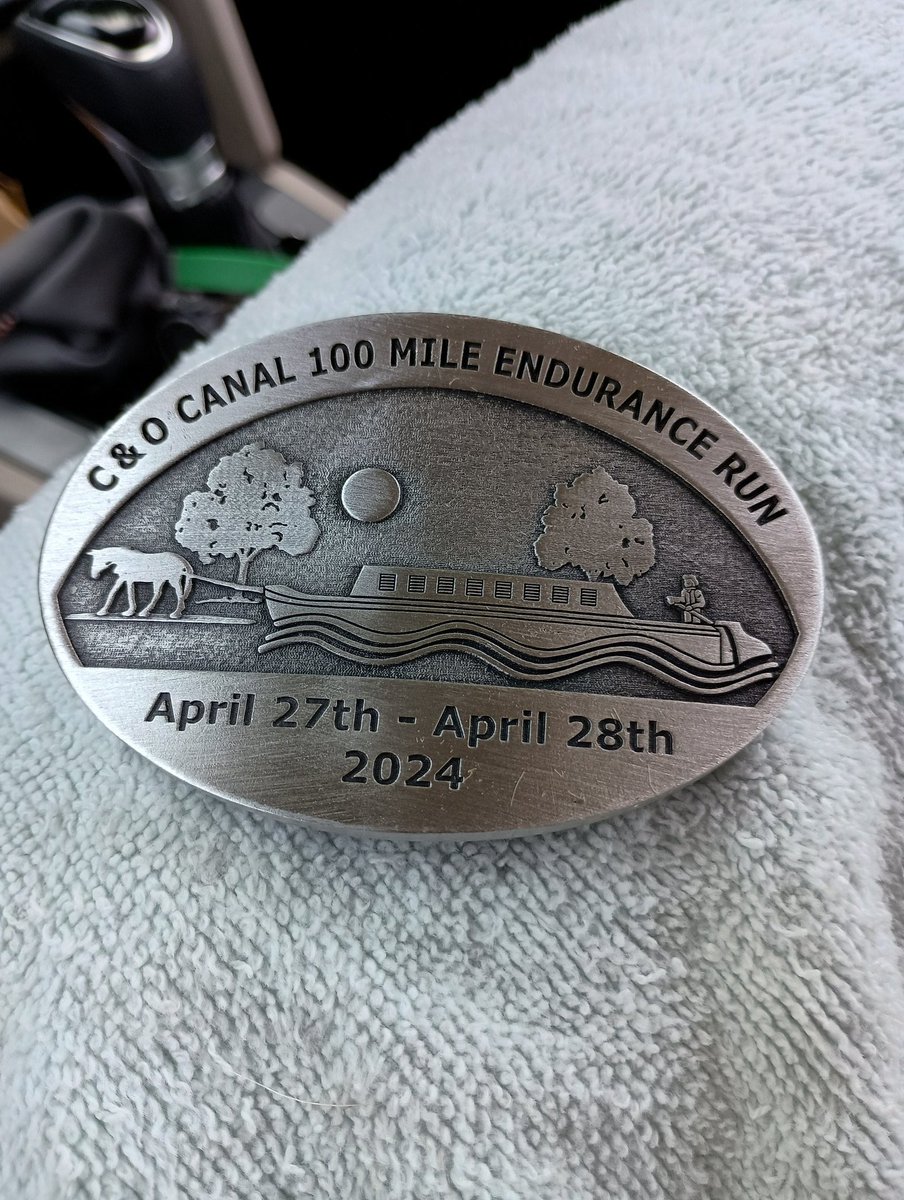 C&O CANAL 100 MILE ENDURANCE RUN
April 27th - April 28th
2024